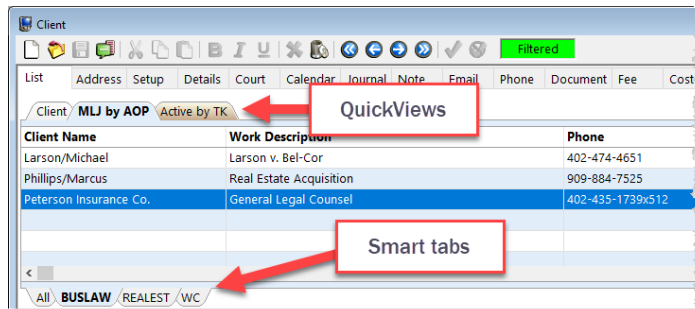 Client
B I U
Filtered
List Address Setup Details Court Calendar Journal Note Email Phone Document Fee Cost
Client MLJ by AOP Active by TK
QuickViews
Client Name Work Description Phone
Larson/Michael Larson v. Bel-Cor 402-474-4651
Phillips/Marcus Real Estate Acquisition 909-884-7525
Peterson Insurance Co. General Legal Counsel 402-435-1739x512
Smart tabs
All BUSLAW REALEST WC